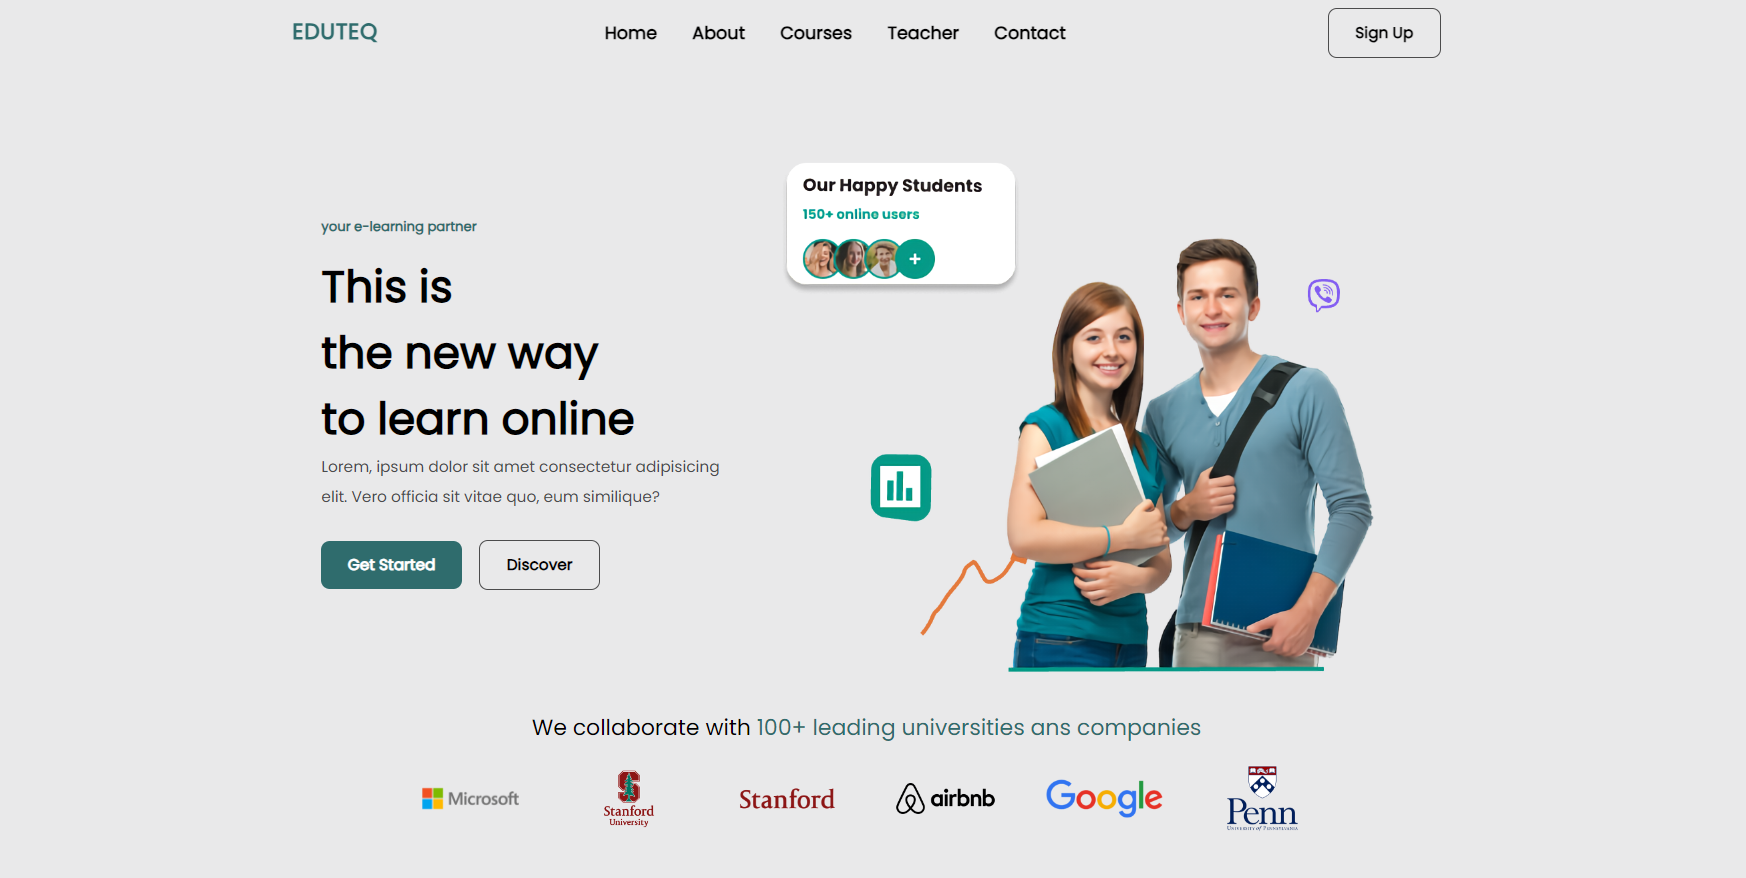 EDUTEQ
Home About Courses Teacher Contact
Sign Up
Our Happy Students
150+ online users
+
your e-learning partner
This is
the new way
to learn online
Lorem, ipsum dolor sit amet consectetur adipisicing
elit. Vero officia sit vitae quo, eum similique?
Get Started
Discover
We collaborate with 100+ leading universities ans companies
Microsoft
Stanford
University
Stanford
airbnb
Google
Penn
UNIVERSITY of PENNSYLVANIA